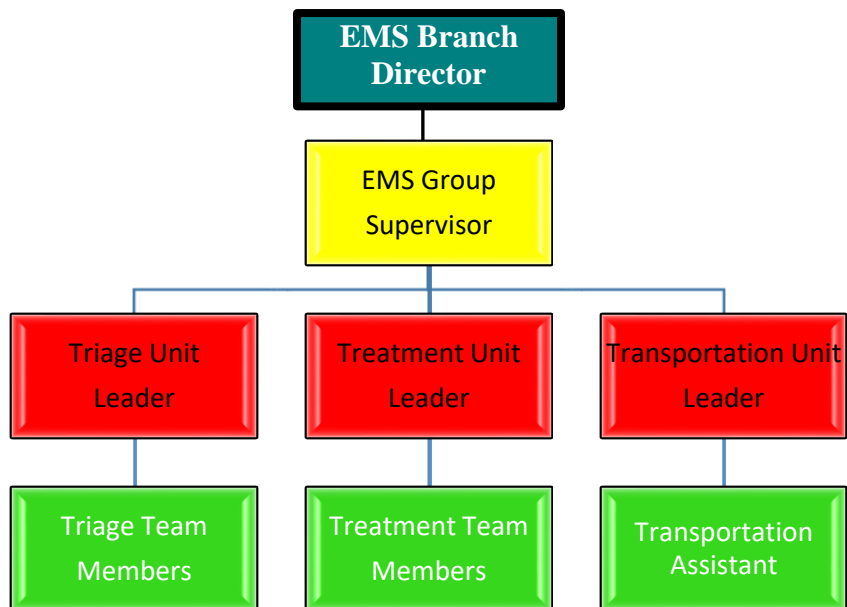 EMS Branch
Director
EMS Group
Supervisor
Triage Unit
Leader
Treatment Unit
Leader
Transportation Unit
Leader
Triage Team
Members
Treatment Team
Members
Transportation
Assistant